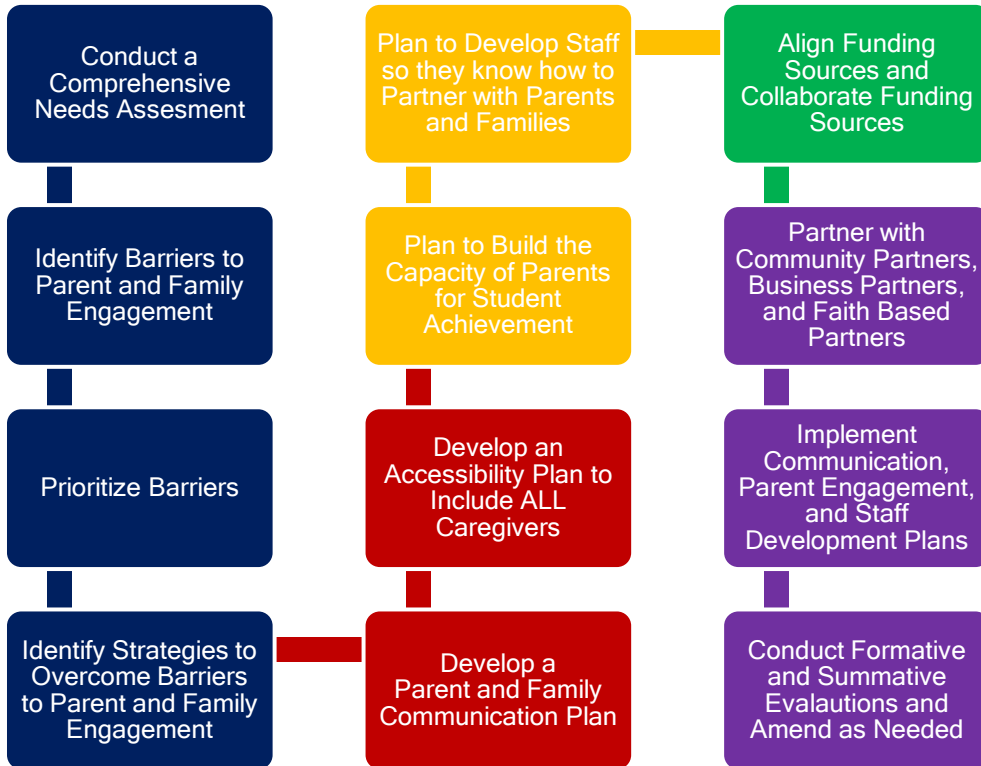 Conduct a
Comprehensive
Needs Assesment
Identify Barriers to
Parent and Family
Engagement
Prioritize Barriers
Identify Strategies to
Overcome Barriers
to Parent and Family
Engagement
Develop a
Parent and Family
Communication Plan
Develop an
Accessibility Plan to
Include ALL
Caregivers
Plan to Build the
Capacity of Parents
for Student
Achievement
Plan to Develop Staff
so they know how to
Partner with Parents
and Families
Align Funding
Sources and
Collaborate Funding
Sources
Partner with
Community Partners,
Business Partners,
and Faith Based
Partners
Implement
Communication,
Parent Engagement,
and Staff
Development Plans
Conduct Formative
and Summative
Evalautions and
Amend as Needed